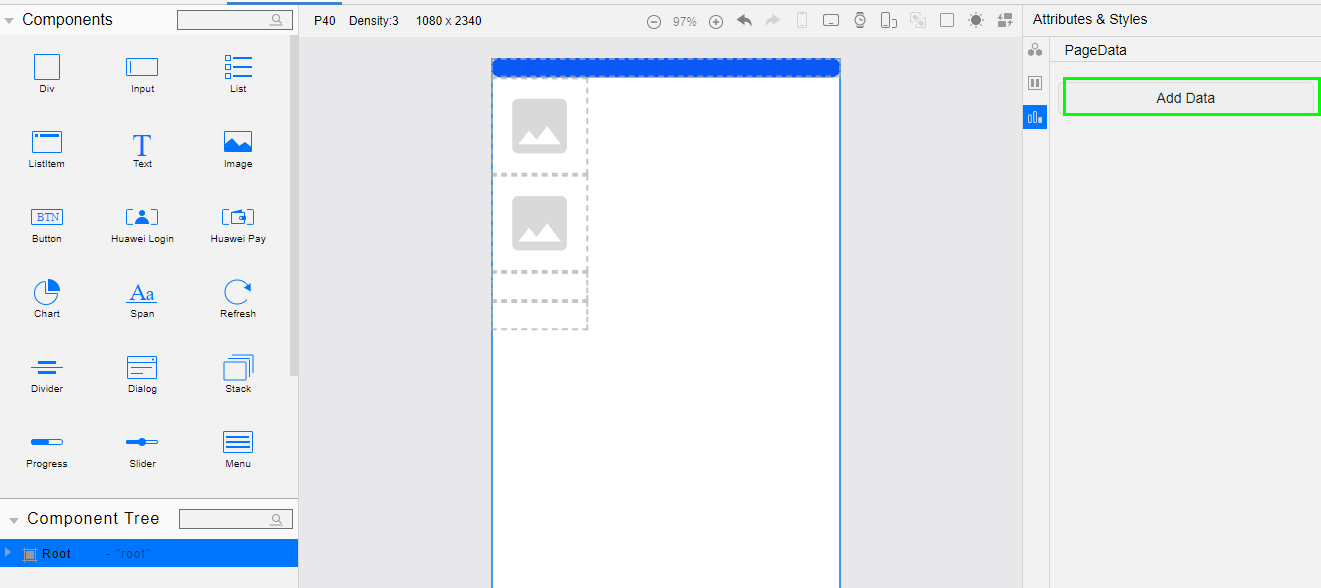 Components
P40 Density:3 1080 x 2340
97%
Attributes & Styles
PageData
Add Data
Div
Input
List
ListItem
T
Text
Image
BTN
Button
Huawei Login
Huawei Pay
Chart
Aa
Span
Refresh
Divider
Dialog
Stack
Progress
Slider
Menu
Component Tree
Root - "root"